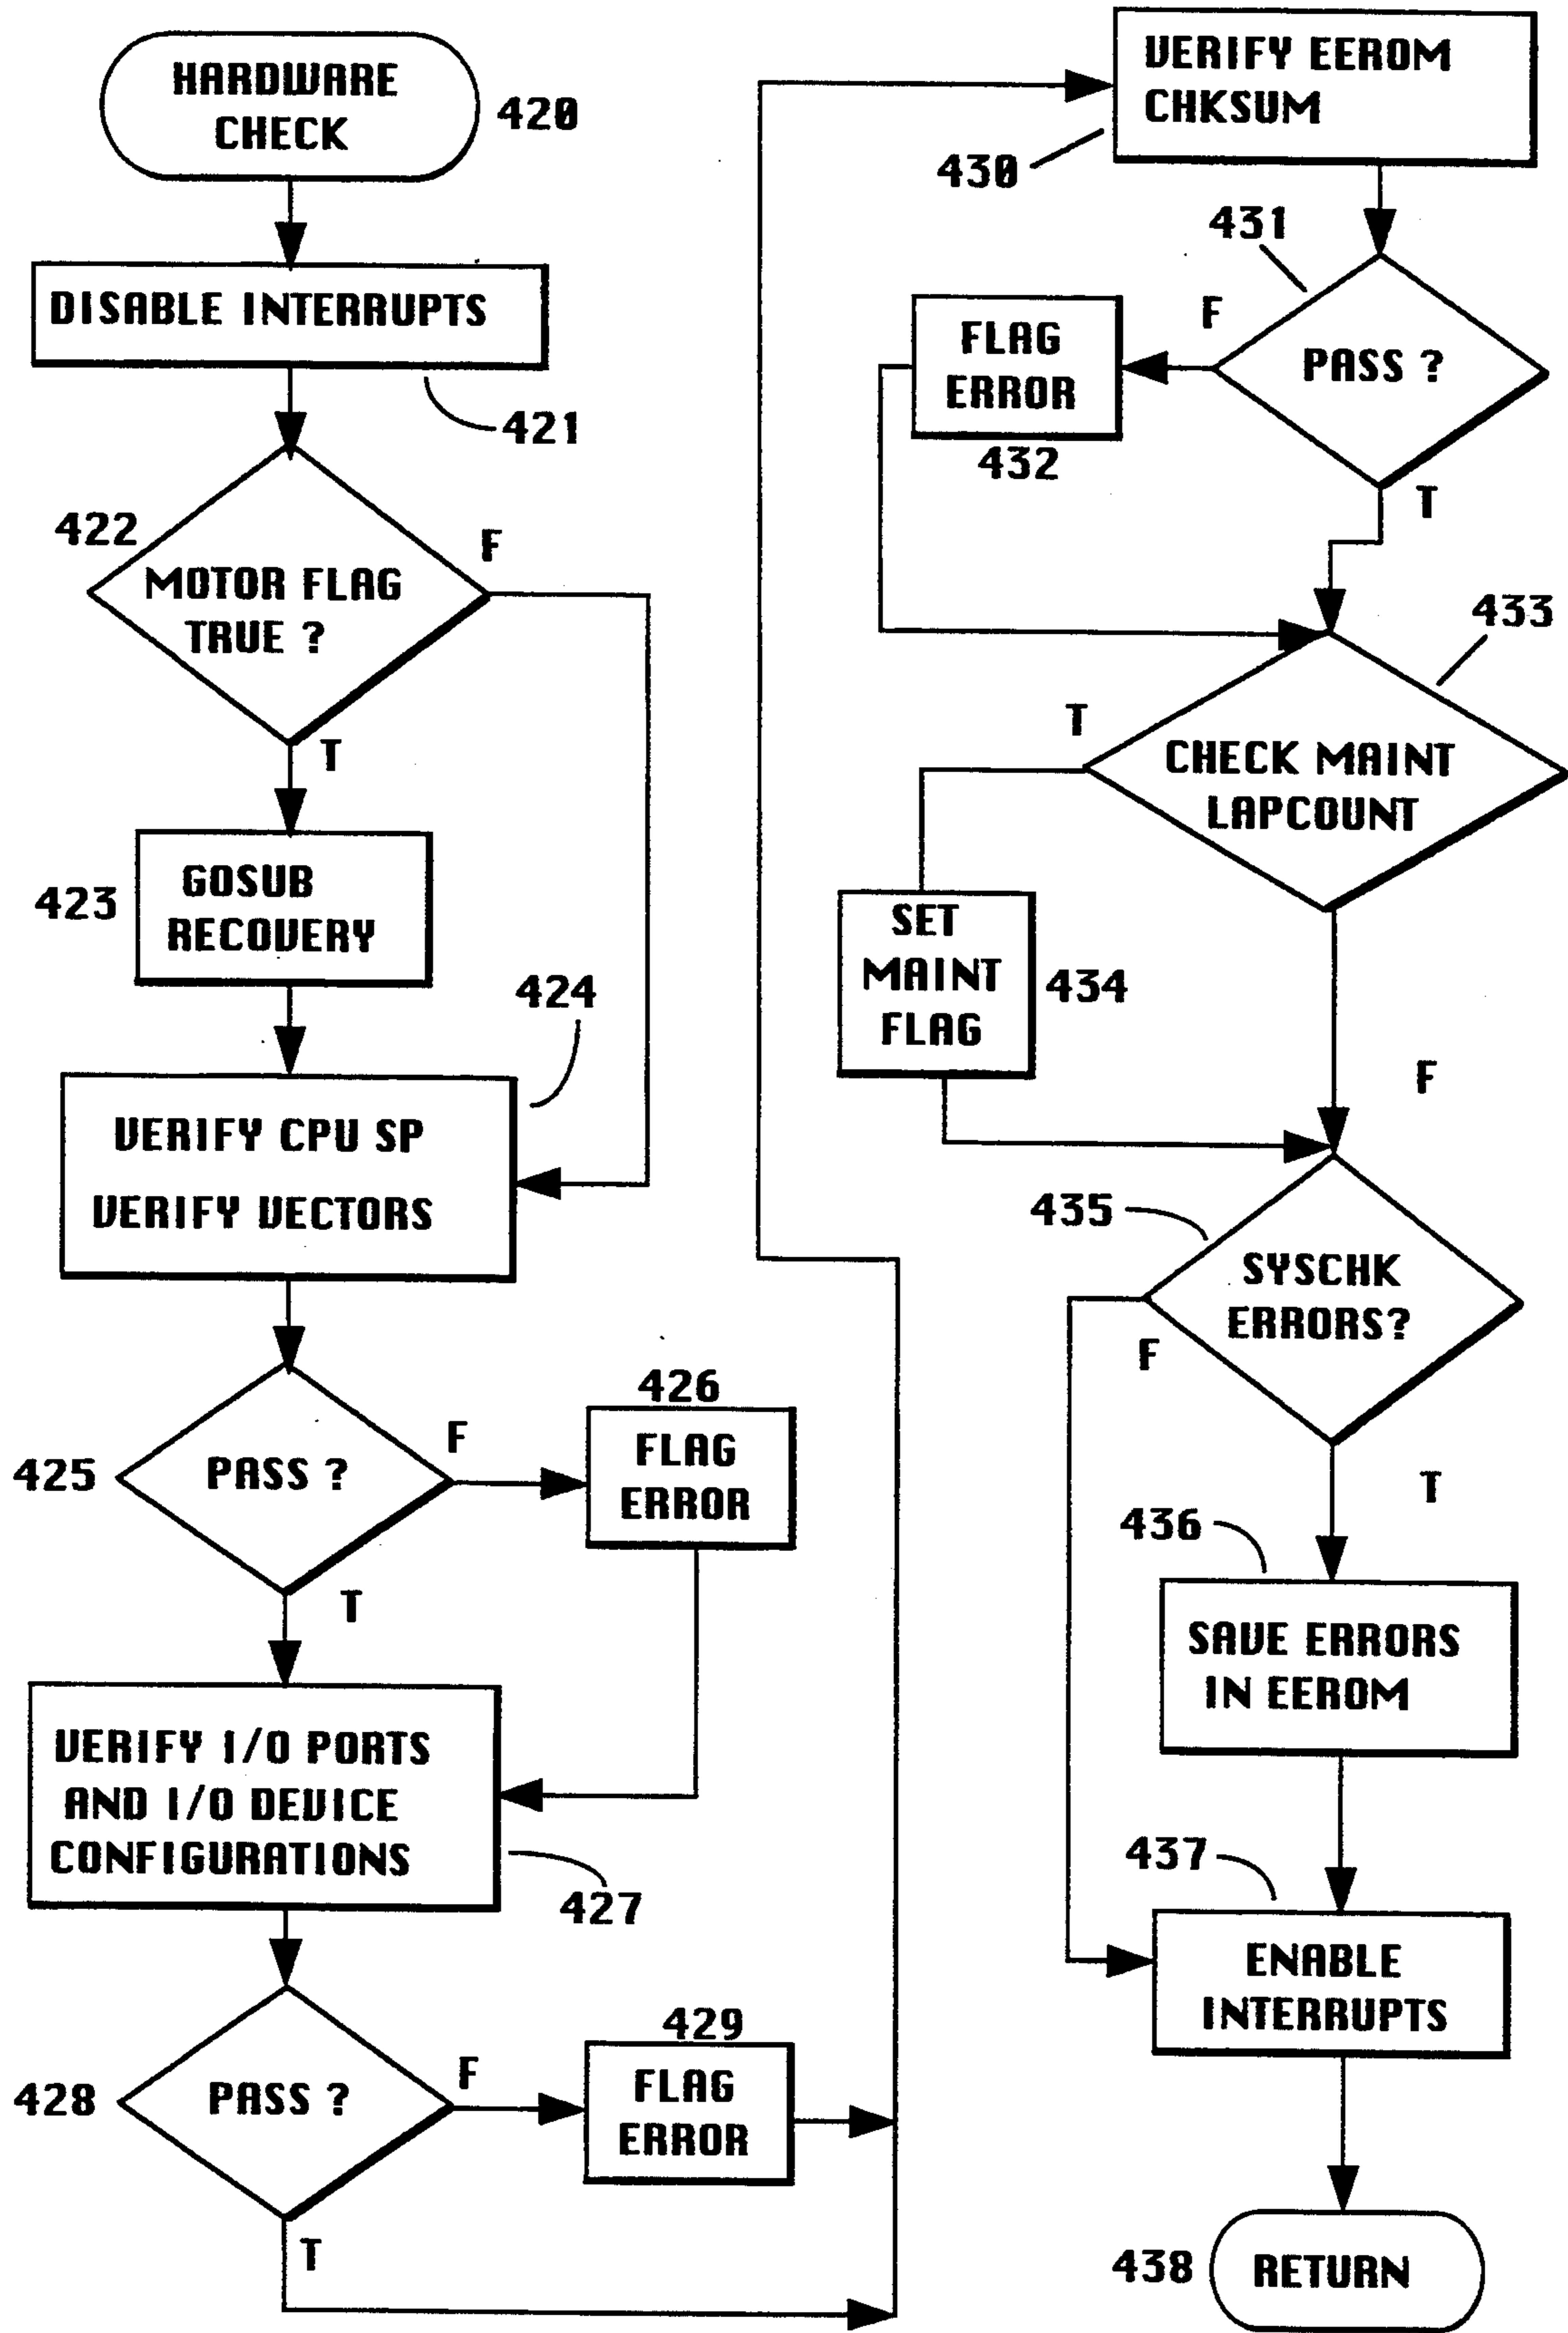 HARDWARE
CHECK
420
DISABLE INTERRUPTS
421
422
F
MOTOR FLAG
TRUE ?
T
GOSUB
RECOVERY
423
424
VERIFY CPU SP
VERIFY VECTORS
425
PASS ?
F
426
FLAG
ERROR
T
VERIFY I/O PORTS
AND I/O DEVICE
CONFIGURATIONS
427
428
PASS ?
F
429
FLAG
ERROR
T
VERIFY EEROM
CHKSUM
430
431
F
PASS ?
FLAG
ERROR
432
T
433
T
CHECK MAINT
LAPCOUNT
SET
MAINT
FLAG
434
F
435
SYSCHK
ERRORS?
F
T
436
SAVE ERRORS
IN EEROM
437
ENABLE
INTERRUPTS
438
RETURN